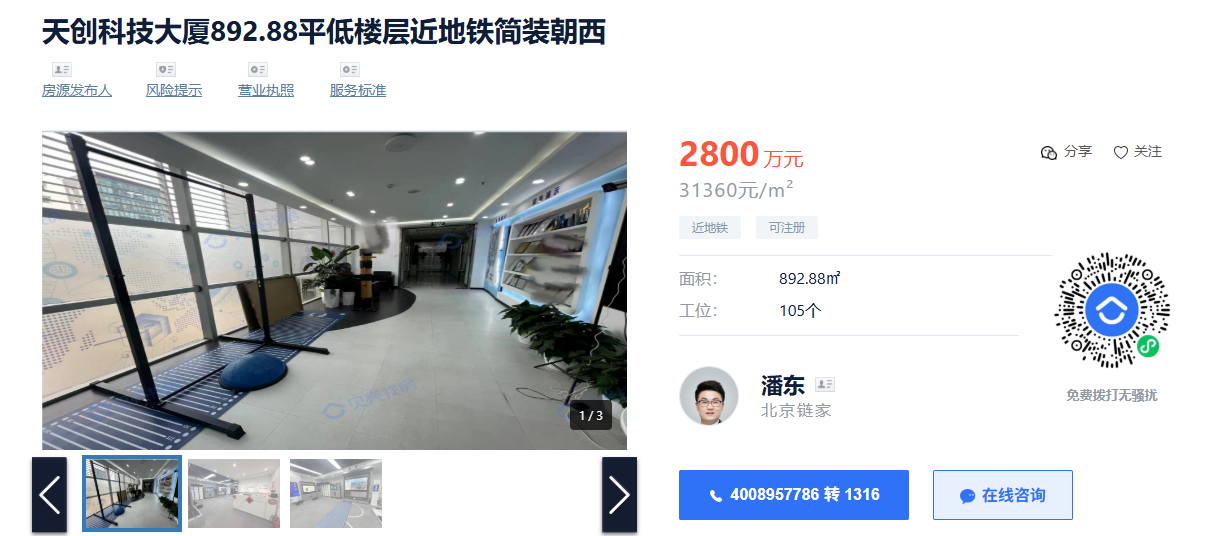 天创科技大厦892.88平低楼层近地铁简装朝西
房源发布人 风险提示 营业执照 服务标准
2800万元
分享 关注
31360元/m²
近地铁 可注册
面积： 892.88㎡
工位： 105个
潘东
北京链家
免费拨打无骚扰
1 / 3
4008957786 转 1316 在线咨询